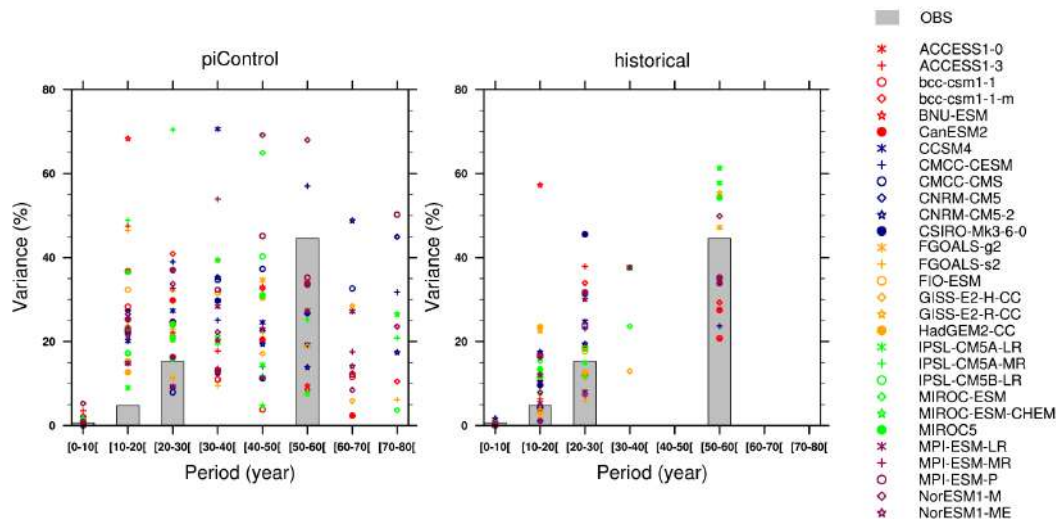 OBS
piControl
historical
ACCESS1-0
ACCESS1-3
bcc-csm1-1
bcc-csm1-1-m
BNU-ESM
CanESM2
CCSM4
CMCC-CESM
CMCC-CMS
CNRM-CM5
CNRM-CM5-2
CSIRO-Mk3-6-0
FGOALS-g2
FGOALS-s2
FIO-ESM
GISS-E2-H-CC
GISS-E2-R-CC
HadGEM2-CC
IPSL-CM5A-LR
IPSL-CM5A-MR
IPSL-CM5B-LR
MIROC-ESM
MIROC-ESM-CHEM
MIROC5
MPI-ESM-LR
MPI-ESM-MR
MPI-ESM-P
NorESM1-M
NorESM1-ME
Variance (%)
80
60
40
20
0
[0-10[ [10-20[ [20-30[ [30-40[ [40-50[ [50-60[ [60-70[ [70-80[
Period (year)
Variance (%)
80
60
40
20
0
[0-10[ [10-20[ [20-30[ [30-40[ [40-50[ [50-60[ [60-70[ [70-80[
Period (year)